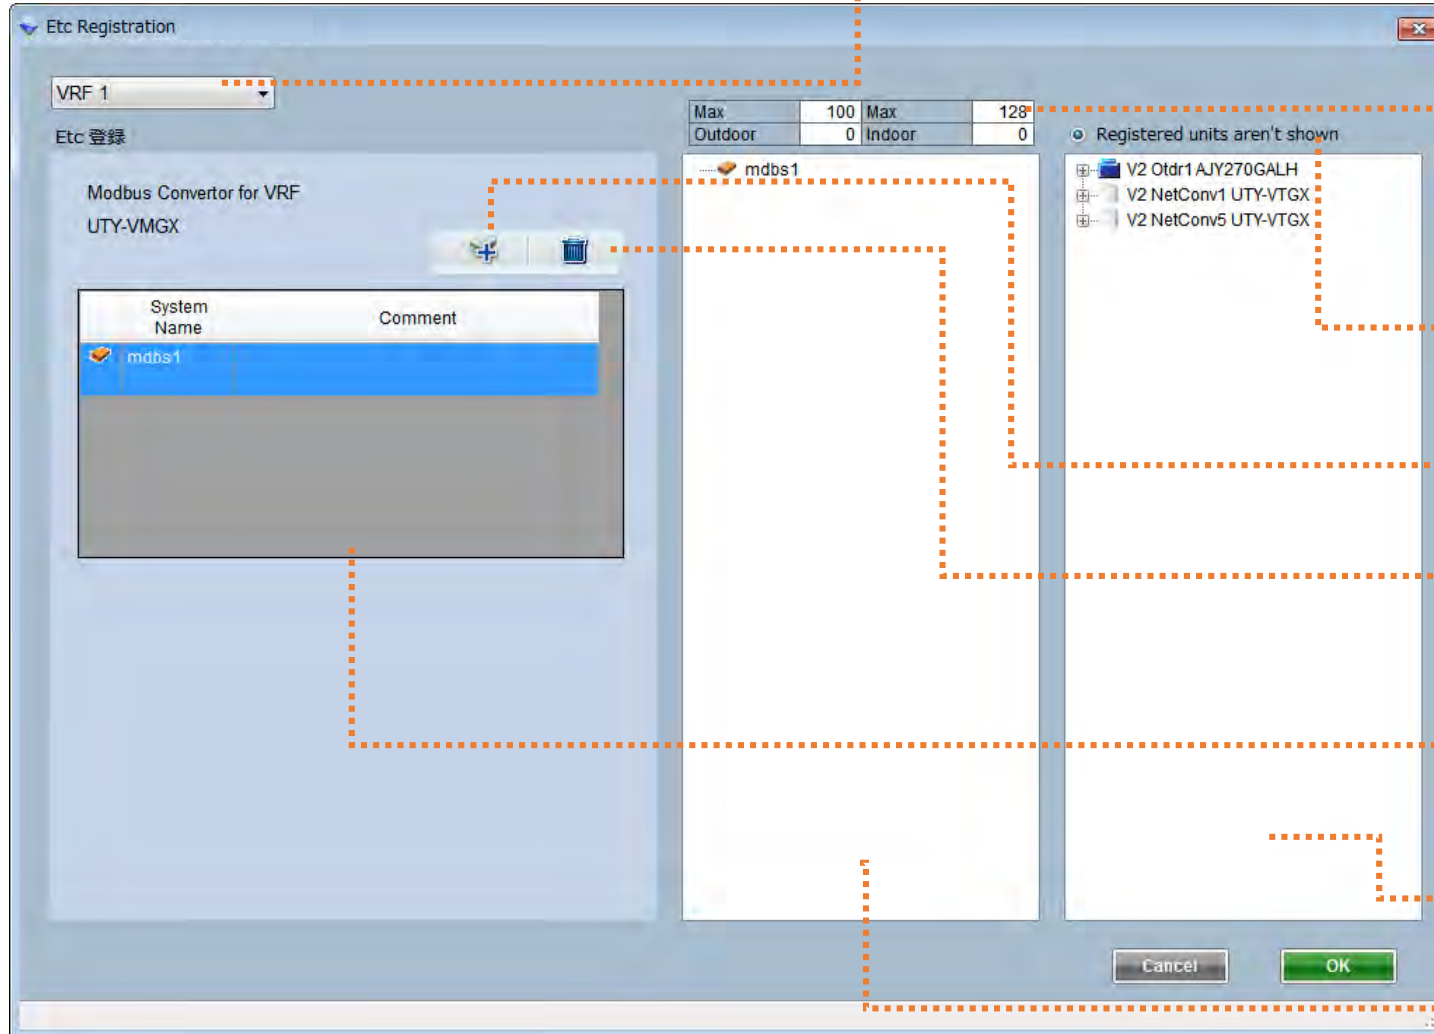 Etc Registration
VRF 1
Etc 登録
Modbus Convertor for VRF
UTY-VMGX
System Name
Comment
mdbs1
Max 100 Max 128
Outdoor 0 Indoor 0
mdbs1
Registered units aren't shown
V2 Otdr1 AJY270GALH
V2 NetConv1 UTY-VTGX
V2 NetConv5 UTY-VTGX
Cancel
OK